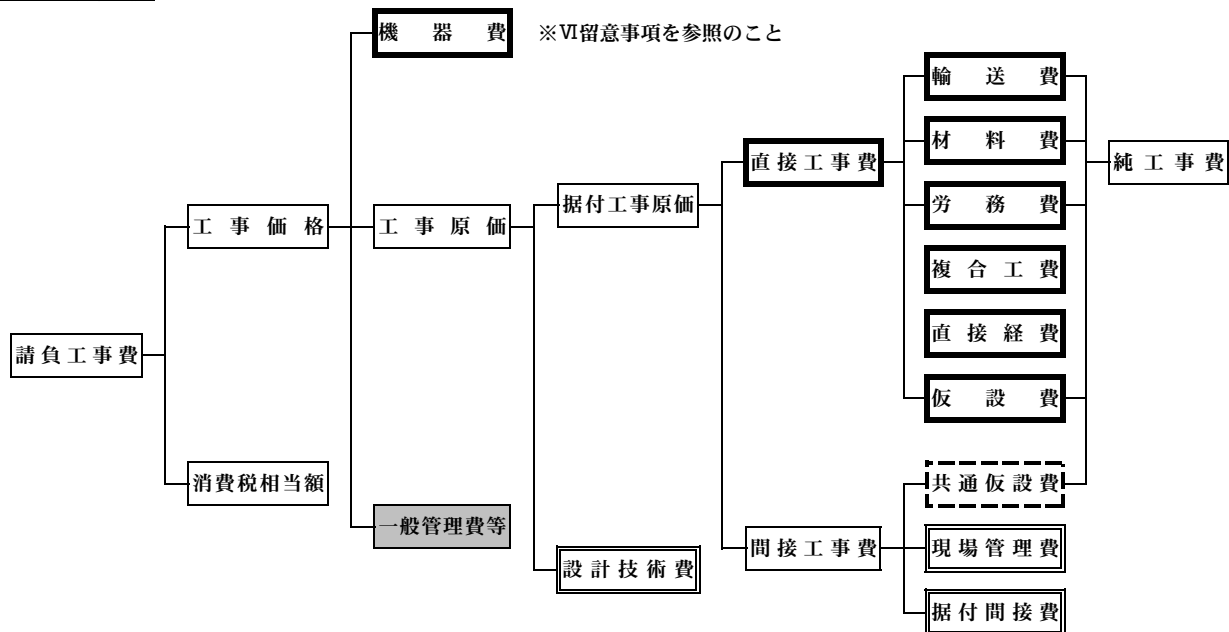 機器費 ※Ⅵ留意事項を参照のこと
輸送費
材料費
直接工事費
純工事費
労務費
据付工事原価
工事価格
工事原価
複合工費
直接経費
請負工事費
仮設費
消費税相当額
共通仮設費
一般管理費等
間接工事費
現場管理費
設計技術費
据付間接費